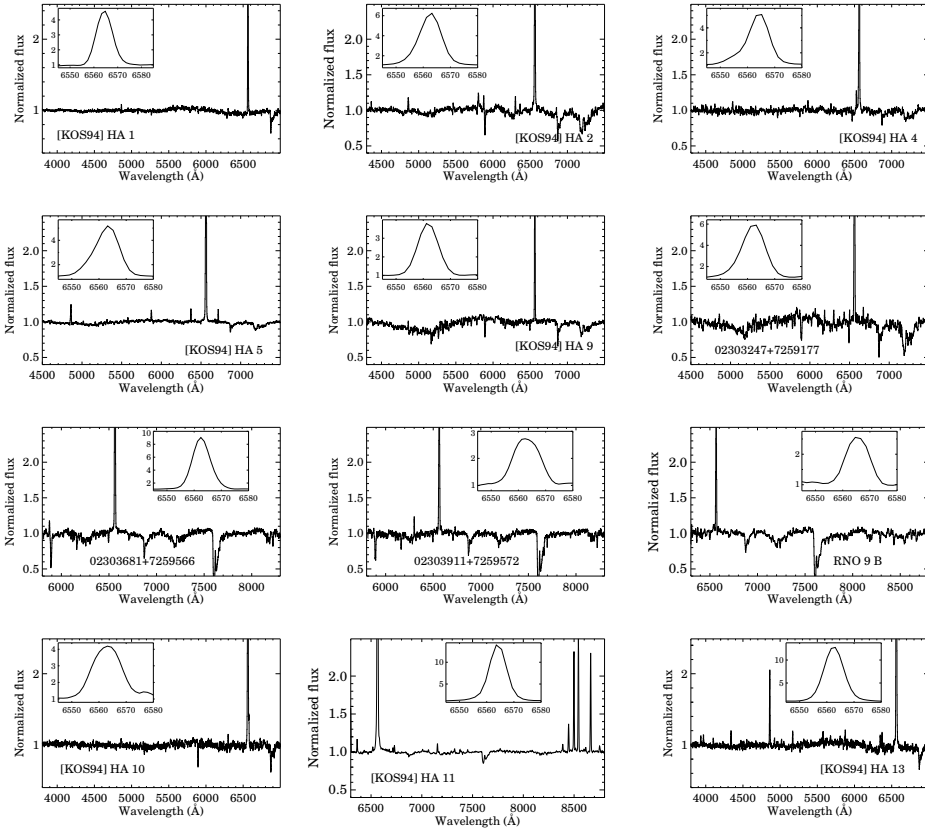 Normalized flux
2
1
4
3
2
1
6550 6560 6570 6580
[KOS94] HA 1
4000 4500 5000 5500 6000 6500
Wavelength (Å)
Normalized flux
2.0
1.5
1.0
0.5
6
4
2
6550 6560 6570 6580
[KOS94] HA 2
4500 5000 5500 6000 6500 7000
Wavelength (Å)
Normalized flux
2.0
1.5
1.0
0.5
4
2
6550 6560 6570 6580
[KOS94] HA 4
4500 5000 5500 6000 6500 7000
Wavelength (Å)
Normalized flux
2.0
1.5
1.0
0.5
4
2
6550 6560 6570 6580
[KOS94] HA 5
4500 5000 5500 6000 6500 7000
Wavelength (Å)
Normalized flux
2.0
1.5
1.0
0.5
3
2
1
6550 6560 6570 6580
[KOS94] HA 9
4500 5000 5500 6000 6500 7000
Wavelength (Å)
Normalized flux
2.0
1.5
1.0
0.5
6
4
2
6550 6560 6570 6580
02303247+7259177
4500 5000 5500 6000 6500 7000
Wavelength (Å)
Normalized flux
2.0
1.5
1.0
0.5
10
8
6
4
2
6550 6560 6570 6580
02303681+7259566
6000 6500 7000 7500 8000
Wavelength (Å)
Normalized flux
2.0
1.5
1.0
0.5
3
2
1
6550 6560 6570 6580
02303911+7259572
6000 6500 7000 7500 8000
Wavelength (Å)
Normalized flux
2.0
1.5
1.0
0.5
2
1
6550 6560 6570 6580
RNO 9 B
6500 7000 7500 8000 8500
Wavelength (Å)
Normalized flux
2
1
4
3
2
1
6550 6560 6570 6580
[KOS94] HA 10
4000 4500 5000 5500 6000 6500
Wavelength (Å)
Normalized flux
2.0
1.5
1.0
0.5
10
5
6550 6560 6570 6580
[KOS94] HA 11
6500 7000 7500 8000 8500
Wavelength (Å)
Normalized flux
2
1
10
5
6550 6560 6570 6580
[KOS94] HA 13
4000 4500 5000 5500 6000 6500
Wavelength (Å)